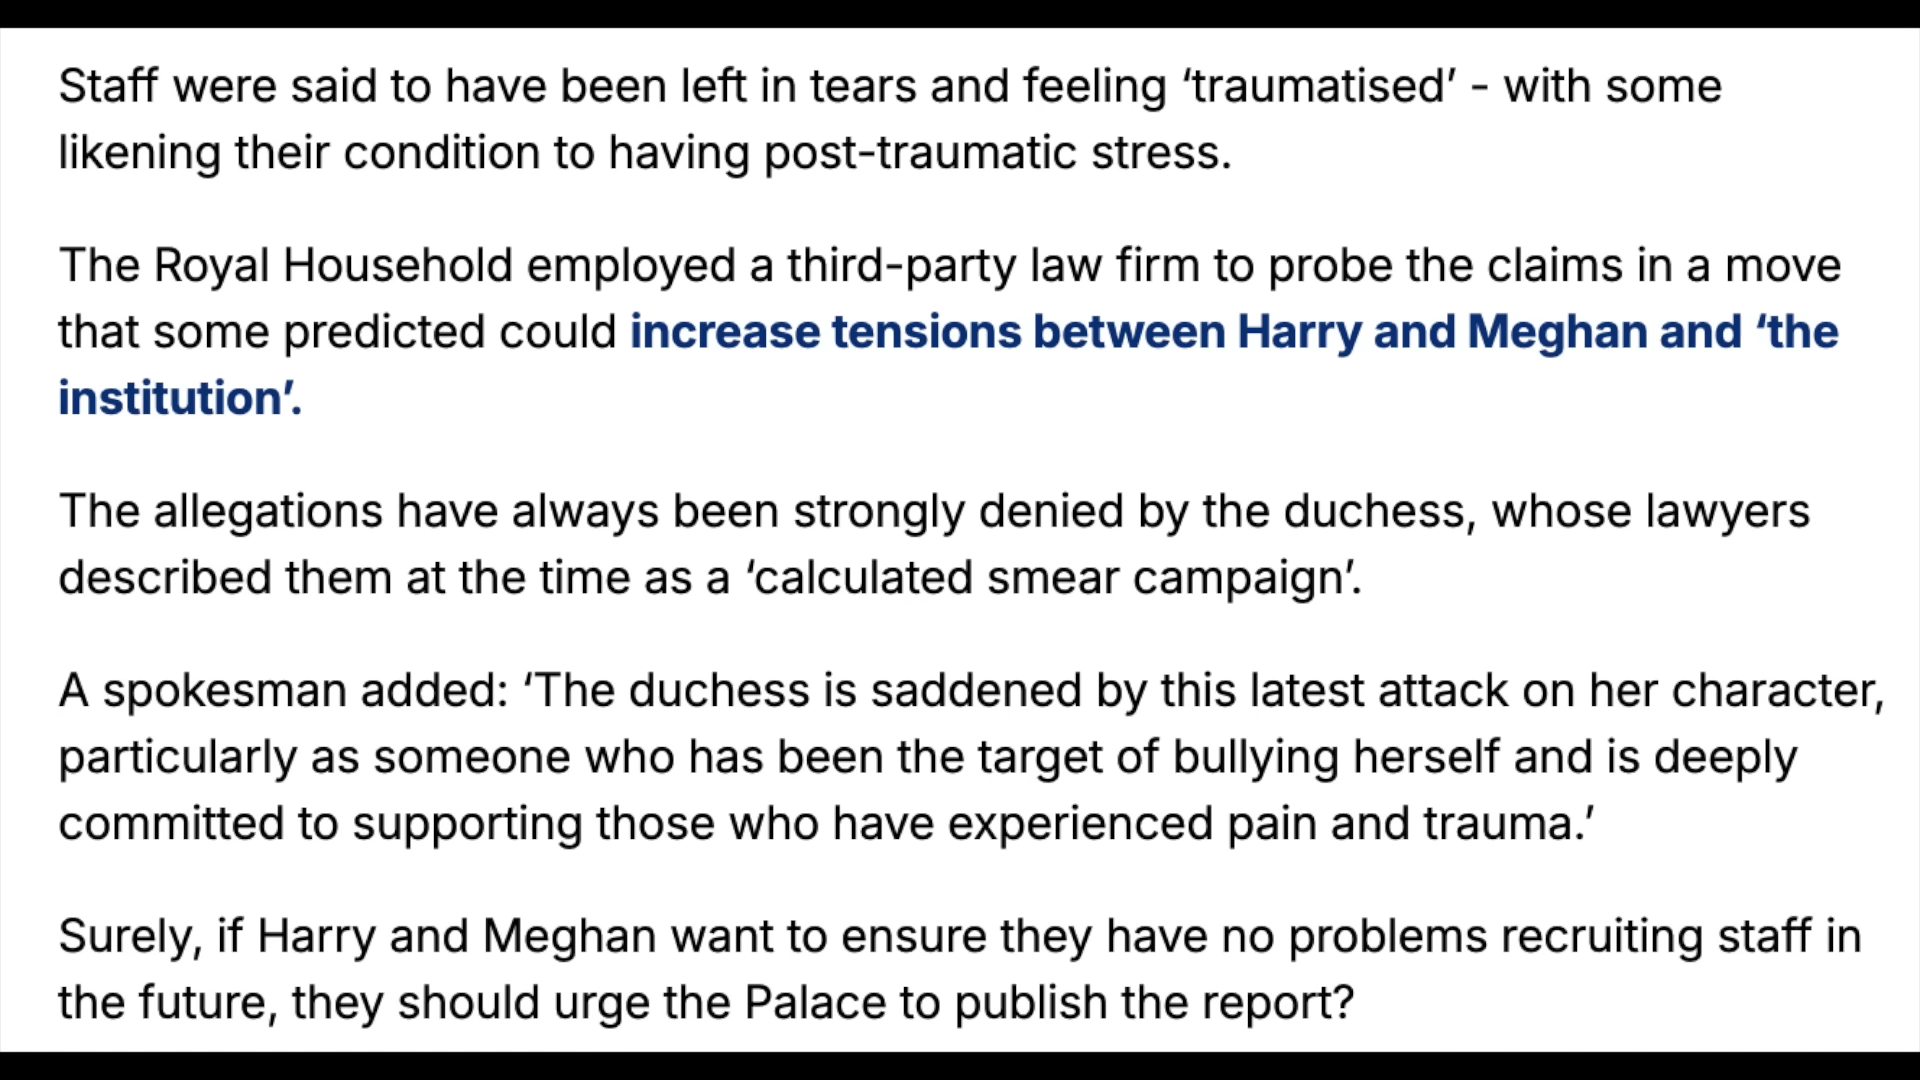 Staff were said to have been left in tears and feeling ‘traumatised’ - with some
likening their condition to having post-traumatic stress.
The Royal Household employed a third-party law firm to probe the claims in a move
that some predicted could increase tensions between Harry and Meghan and ‘the
institution’.
The allegations have always been strongly denied by the duchess, whose lawyers
described them at the time as a ‘calculated smear campaign’.
A spokesman added: ‘The duchess is saddened by this latest attack on her character,
particularly as someone who has been the target of bullying herself and is deeply
committed to supporting those who have experienced pain and trauma.’
Surely, if Harry and Meghan want to ensure they have no problems recruiting staff in
the future, they should urge the Palace to publish the report?